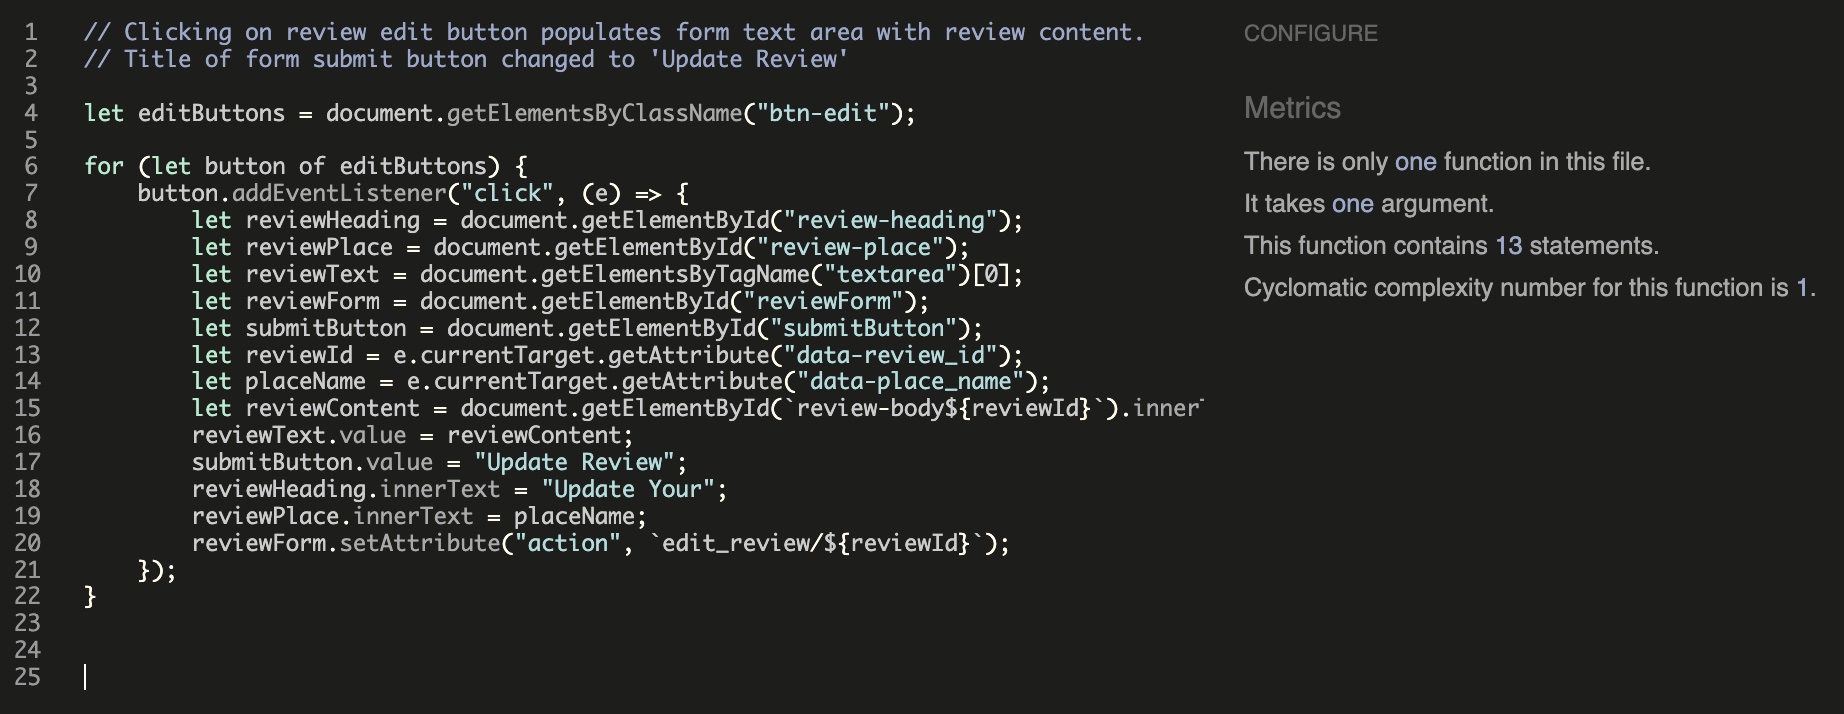 1 // Clicking on review edit button populates form text area with review content.
2 // Title of form submit button changed to 'Update Review'
3
4 let editButtons = document.getElementsByClassName("btn-edit");
5
6 for (let button of editButtons) {
7     button.addEventListener("click", (e) => {
8         let reviewHeading = document.getElementById("review-heading");
9         let reviewPlace = document.getElementById("review-place");
10         let reviewText = document.getElementsByTagName("textarea")[0];
11         let reviewForm = document.getElementById("reviewForm");
12         let submitButton = document.getElementById("submitButton");
13         let reviewId = e.currentTarget.getAttribute("data-review_id");
14         let placeName = e.currentTarget.getAttribute("data-place_name");
15         let reviewContent = document.getElementById(`review-body${reviewId}`).inner
16         reviewText.value = reviewContent;
17         submitButton.value = "Update Review";
18         reviewHeading.innerText = "Update Your";
19         reviewPlace.innerText = placeName;
20         reviewForm.setAttribute("action", `edit_review/${reviewId}`);
21     });
22 }
23
24
25
CONFIGURE
Metrics
There is only one function in this file.
It takes one argument.
This function contains 13 statements.
Cyclomatic complexity number for this function is 1.